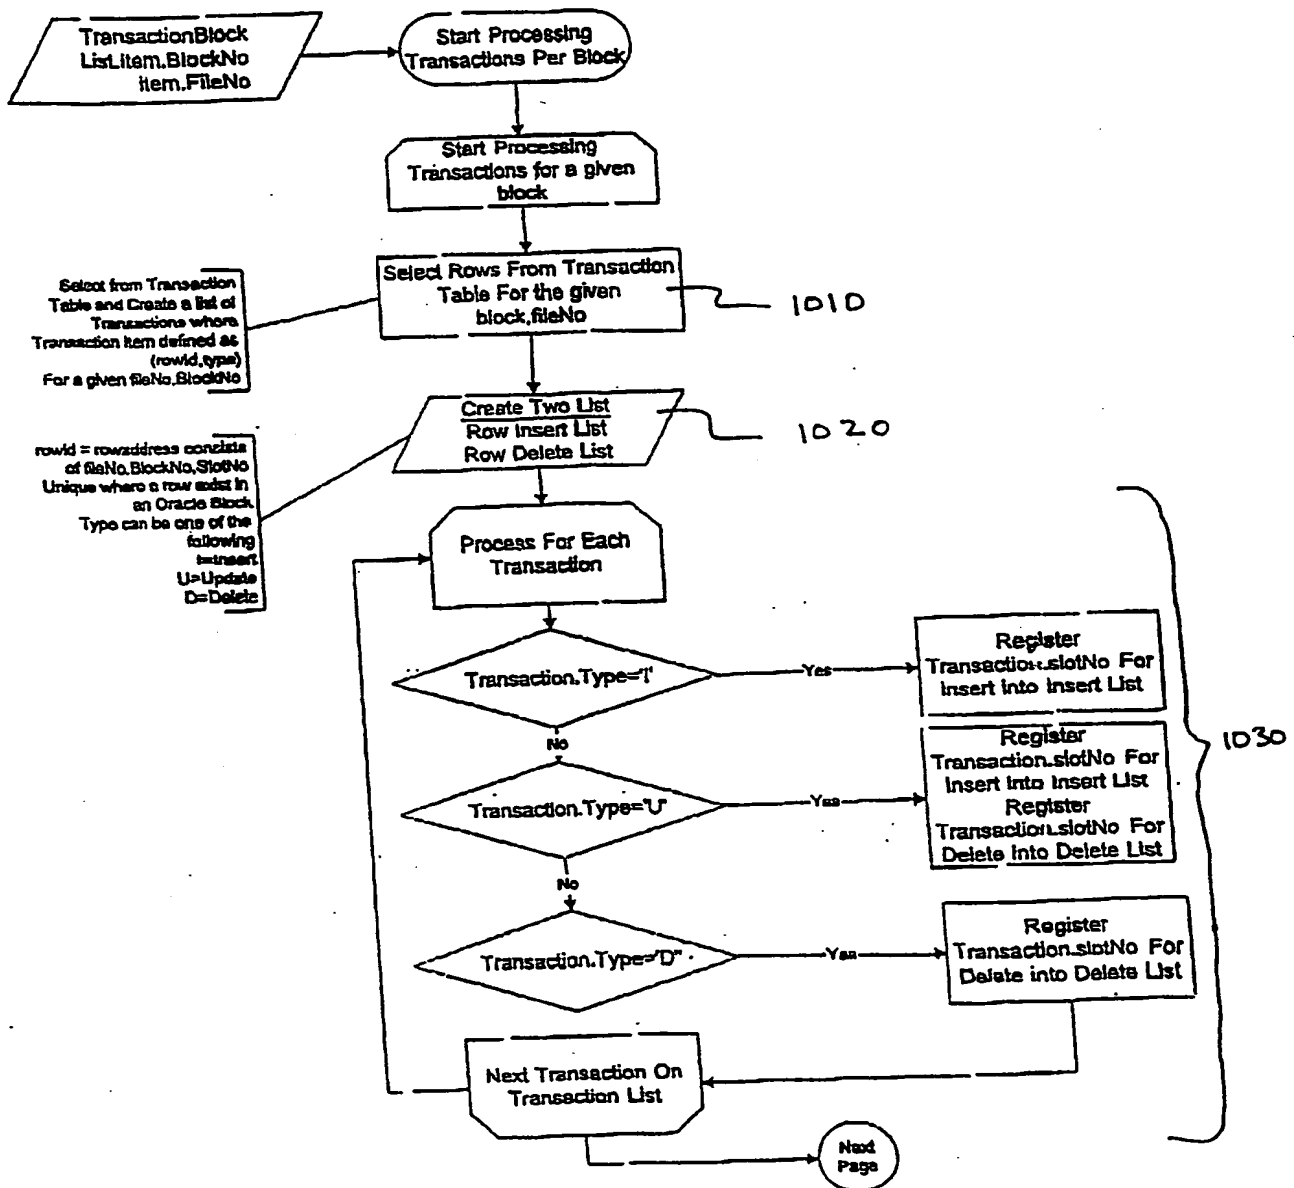 TransactionBlock
List.Item.BlockNo
Item.FileNo
Start Processing
Transactions Per Block
Start Processing
Transactions for a given
block
Select Rows From Transaction
Table For the given
block,fileNo
1010
Select from Transaction
Table and Create a list of
Transactions where
Transaction Item defined as
(rowid,type)
For a given fileNo,BlockNo
Create Two List
Row Insert List
Row Delete List
1020
rowid = rowaddress consists
of fileNo,BlockNo,SlotNo
Unique where a row exist in
an Oracle Block
Type can be one of the
following
I=Insert
U=Update
D=Delete
Process For Each
Transaction
Transaction.Type='I'
Yes
Register
Transaction.slotNo For
Insert into Insert List
No
Transaction.Type='U'
Yes
Register
Transaction.slotNo For
Insert into Insert List
Register
Transaction.slotNo For
Delete into Delete List
1030
No
Transaction.Type='D"
Yes
Register
Transaction.slotNo For
Delete into Delete List
Next Transaction On
Transaction List
Next
Page